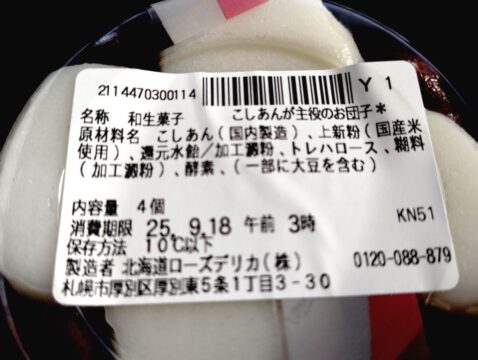 2114470300114
Y 1
名称 和生菓子 こしあんが主役のお団子*
原材料名 こしあん(国内製造)、上新粉(国産米
使用)、還元水飴/加工澱粉、トレハロース、糊料
(加工澱粉)、酵素、(一部に大豆を含む)
内容量 4個
消費期限 25. 9.18 午前 3時
KN51
保存方法 10℃以下
製造者 北海道ローズデリカ(株) 0120-088-879
札幌市厚別区厚別東5条1丁目3-30